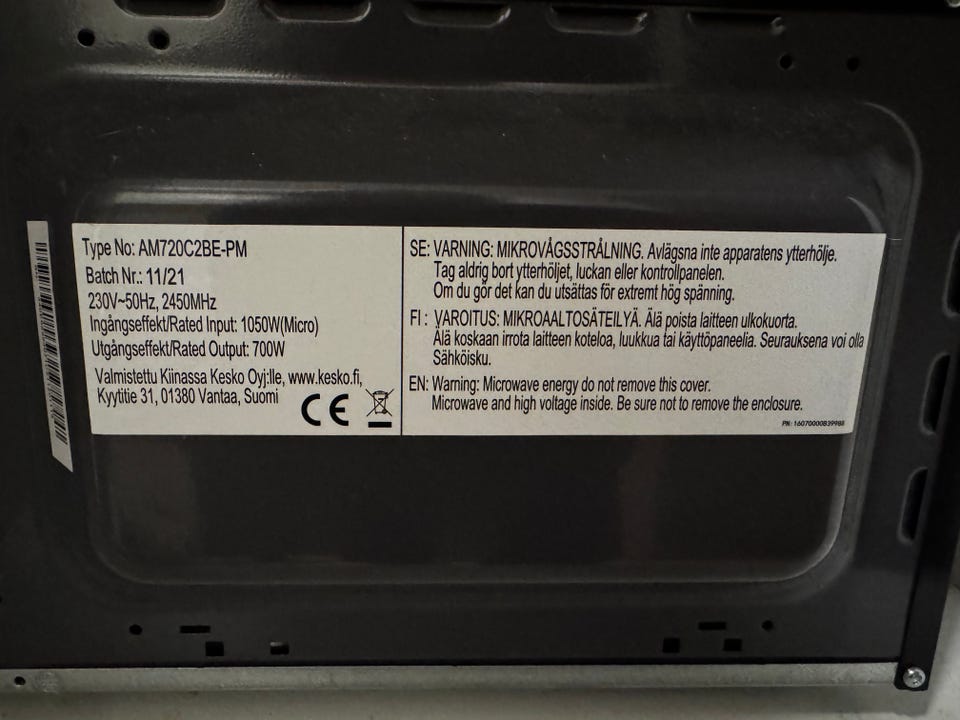 Type No: AM720C2BE-PM
Batch Nr.: 11/21
230V~50Hz, 2450MHz
Ingångseffekt/Rated Input: 1050W(Micro)
Utgångseffekt/Rated Output: 700W
Valmistettu Kiinassa Kesko Oyj:lle, www.kesko.fi,
Kyytitie 31, 01380 Vantaa, Suomi
CE
SE: VARNING: MIKROVÅGSSTRÅLNING. Avlägsna inte apparatens ytterhölje.
Tag aldrig bort ytterhöljet, luckan eller kontrollpanelen.
Om du gör det kan du utsättas för extremt hög spänning.
FI : VAROITUS: MIKROAALTOSÄTEILYÄ. Älä poista laitteen ulkokuorta.
Älä koskaan irrota laitteen koteloa, luukkua tai käyttöpaneelia. Seurauksena voi olla
Sähköisku.
EN: Warning: Microwave energy do not remove this cover.
Microwave and high voltage inside. Be sure not to remove the enclosure.
PN: 16070000B39988